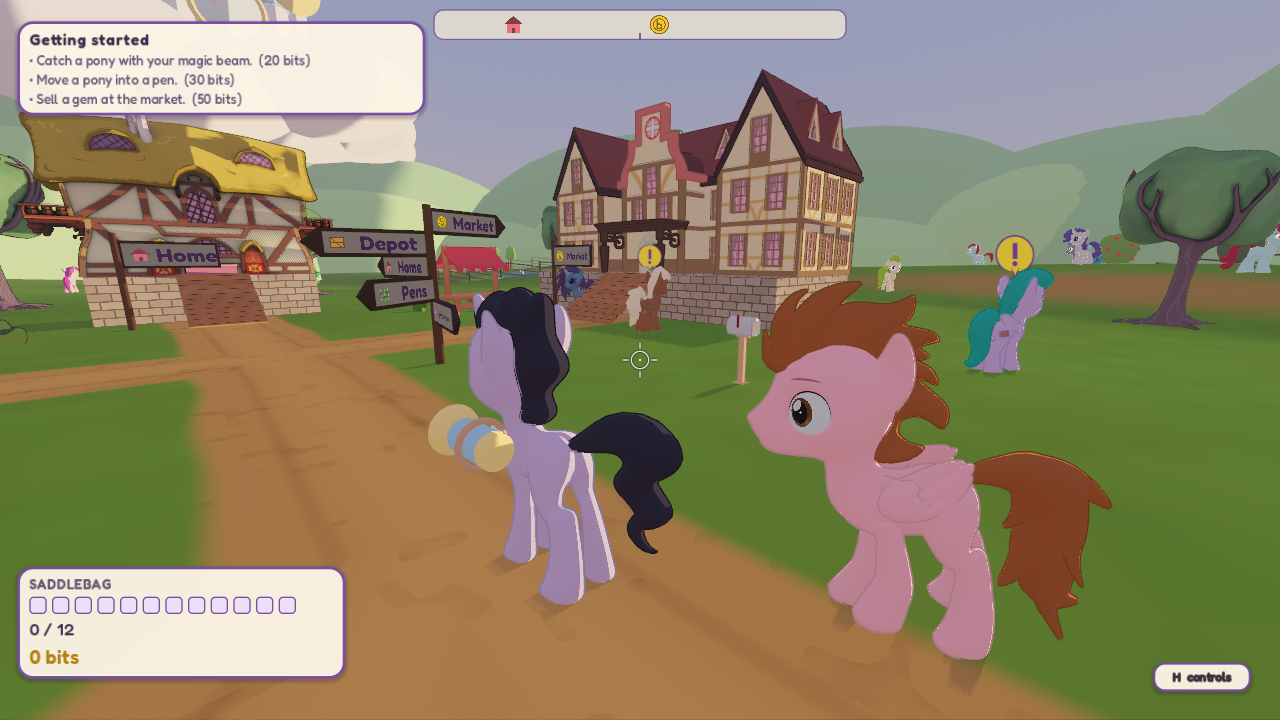 Getting started
• Catch a pony with your magic beam. (20 bits)
• Move a pony into a pen. (30 bits)
• Sell a gem at the market. (50 bits)
Market
Depot
Home
Home
Pens
Market
!
!
SADDLEBAG
0 / 12
0 bits
H controls